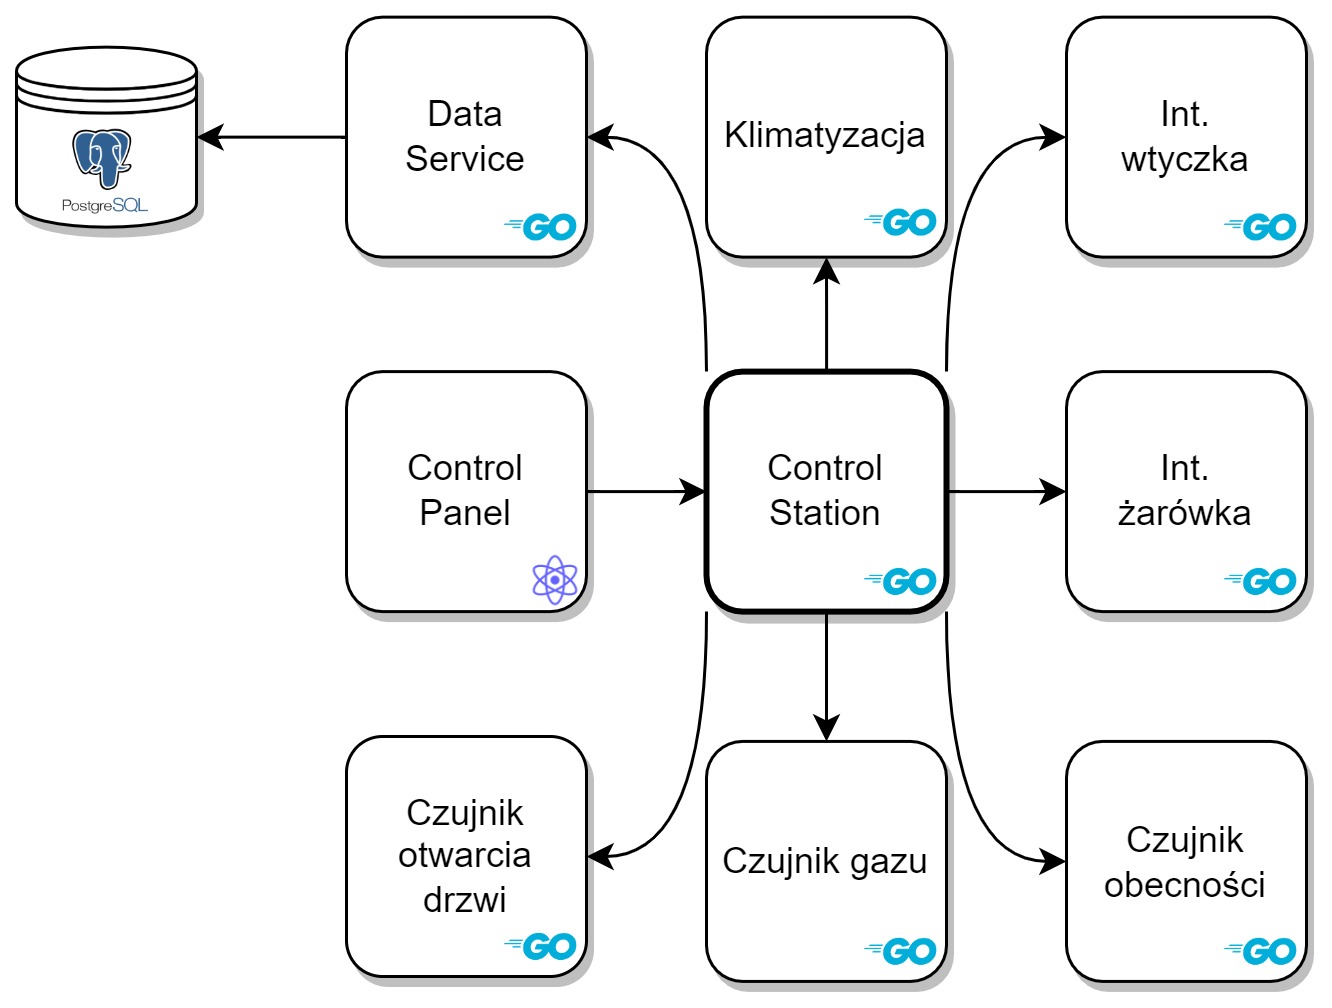 Data
Service
GO
Klimatyzacja
GO
Int.
wtyczka
GO
PostgreSQL
Control
Panel
Control
Station
GO
Int.
żarówka
GO
Czujnik
otwarcia
drzwi
GO
Czujnik gazu
GO
Czujnik
obecności
GO